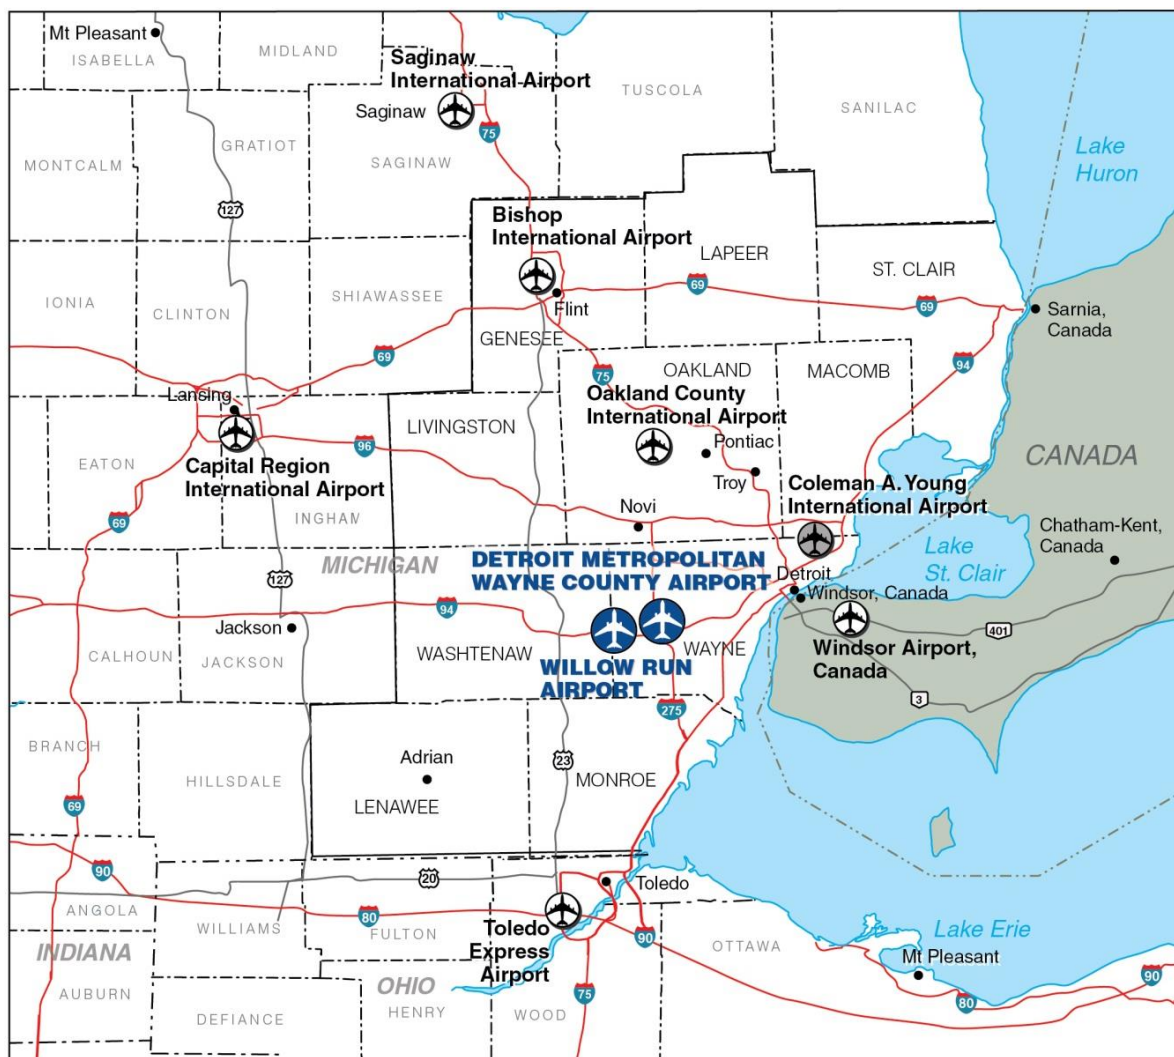 Mt Pleasant
ISABELLA
MIDLAND
Saginaw
International Airport
Saginaw
TUSCOLA
SANILAC
75
MONTCALM
GRATIOT
SAGINAW
Lake
Huron
127
Bishop
International Airport
LAPEER
ST. CLAIR
IONIA
CLINTON
SHIAWASSEE
Flint
69
69
Sarnia,
Canada
GENESEE
69
75
OAKLAND
MACOMB
94
Lansing
Oakland County
International Airport
LIVINGSTON
96
Pontiac
Troy
EATON
Capital Region
International Airport
INGHAM
69
Novi
Coleman A. Young
International Airport
CANADA
Chatham-Kent,
Canada
MICHIGAN
127
DETROIT METROPOLITAN
WAYNE COUNTY AIRPORT
Lake
St. Clair
Detroit
Windsor, Canada
94
Jackson
401
CALHOUN
JACKSON
WASHTENAW
WAYNE
WILLOW RUN
AIRPORT
Windsor Airport,
Canada
3
275
BRANCH
HILLSDALE
Adrian
LENAWEE
23
MONROE
69
90
20
Toledo
ANGOLA
WILLIAMS
80
FULTON
Toledo
Express
Airport
90
OTTAWA
Lake Erie
Mt Pleasant
INDIANA
AUBURN
OHIO
HENRY
DEFIANCE
WOOD
75
80
90